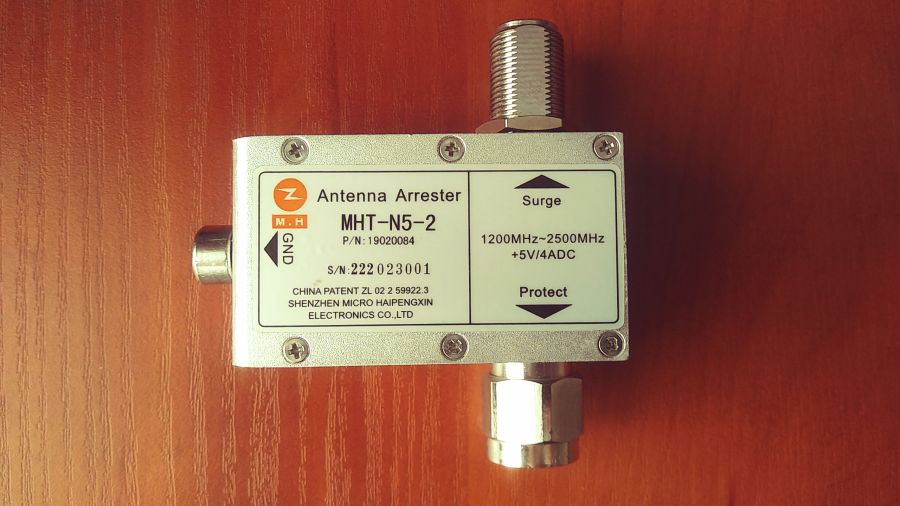 Antenna Arrester
M.H
MHT-N5-2
P/N: 19020084
GND
S/N: 222023001
CHINA PATENT ZL 02 2 59922.3
SHENZHEN MICRO HAIPENGXIN
ELECTRONICS CO.,LTD
Surge
1200MHz~2500MHz
+5V/4ADC
Protect